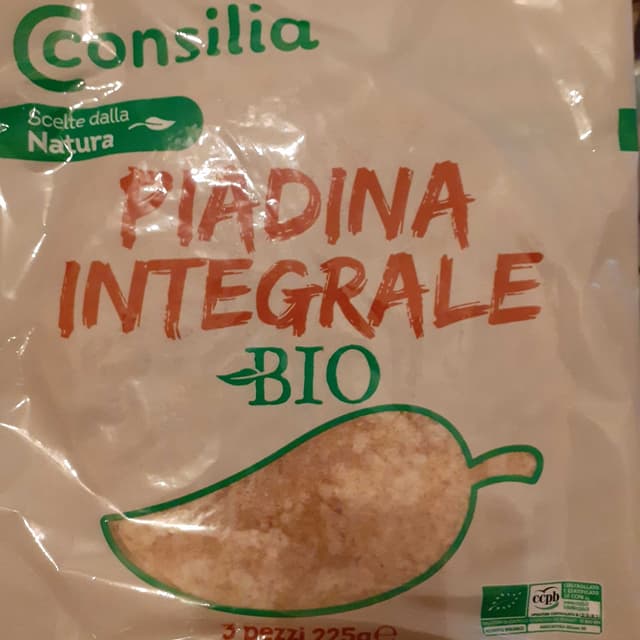 consilia
Scelte dalla
Natura
PIADINA
INTEGRALE
BIO
3 pezzi 225g e
ccpb